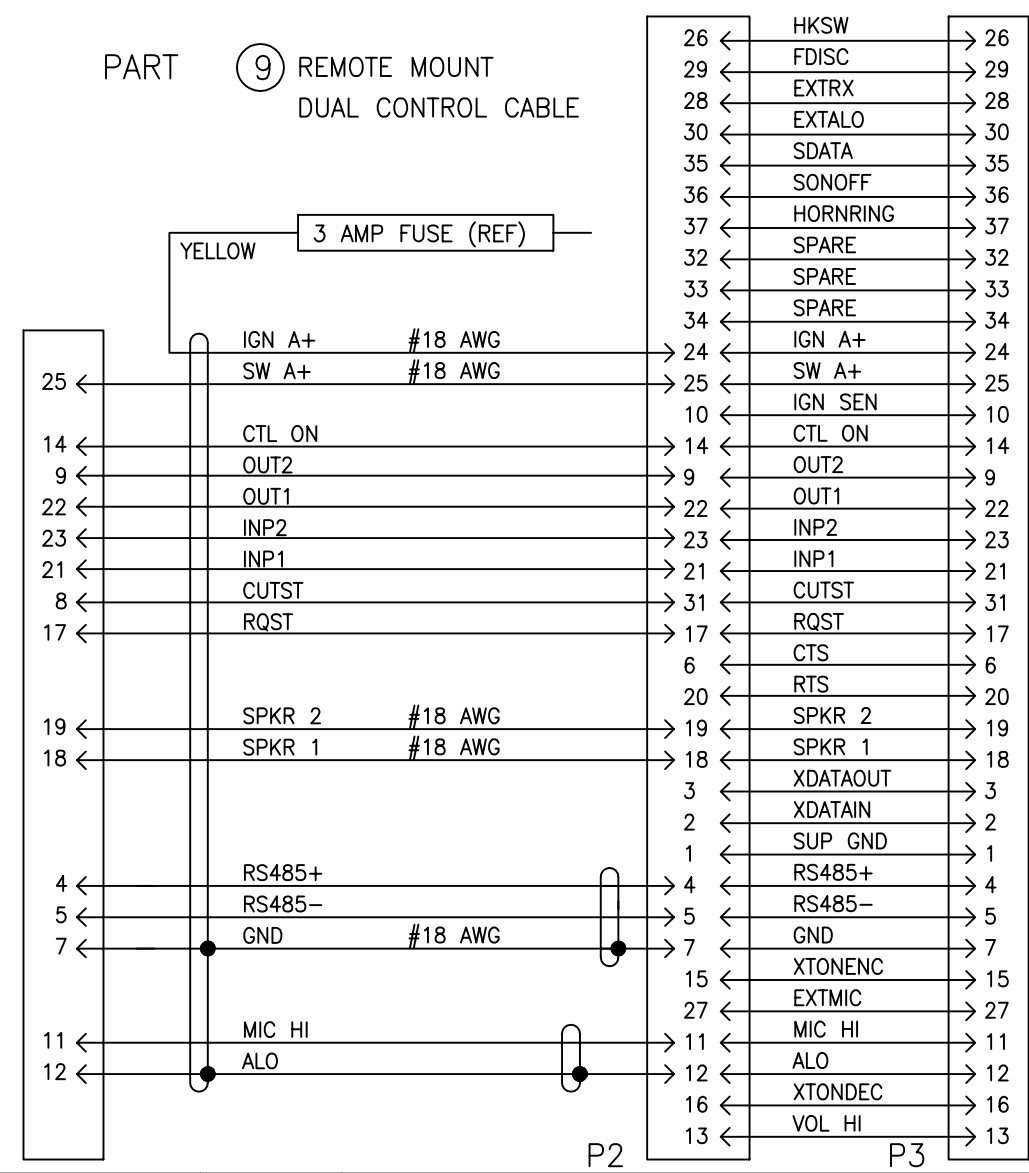 PART 9 REMOTE MOUNT
DUAL CONTROL CABLE
26 HKSW 26
29 FDISC 29
28 EXTRX 28
30 EXTALO 30
35 SDATA 35
36 SONOFF 36
37 HORNRING 37
3 AMP FUSE (REF)
YELLOW
32 SPARE 32
33 SPARE 33
34 SPARE 34
IGN A+ #18 AWG 24 IGN A+ 24
25 SW A+ #18 AWG 25 SW A+ 25
10 IGN SEN 10
14 CTL ON 14 CTL ON 14
9 OUT2 9 OUT2 9
22 OUT1 22 OUT1 22
23 INP2 23 INP2 23
21 INP1 21 INP1 21
8 CUTST 31 CUTST 31
17 RQST 17 RQST 17
6 CTS 6
20 RTS 20
19 SPKR 2 #18 AWG 19 SPKR 2 19
18 SPKR 1 #18 AWG 18 SPKR 1 18
3 XDATAOUT 3
2 XDATAIN 2
1 SUP GND 1
4 RS485+ 4 RS485+ 4
5 RS485- 5 RS485- 5
7 GND #18 AWG 7 GND 7
15 XTONENC 15
27 EXTMIC 27
11 MIC HI 11 MIC HI 11
12 ALO 12 ALO 12
16 XTONDEC 16
13 VOL HI 13
P2 P3